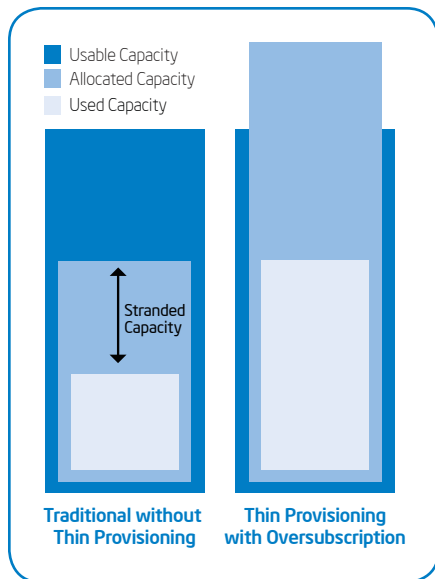 Usable Capacity
Allocated Capacity
Used Capacity
Stranded
Capacity
Traditional without
Thin Provisioning
Thin Provisioning
with Oversubscription